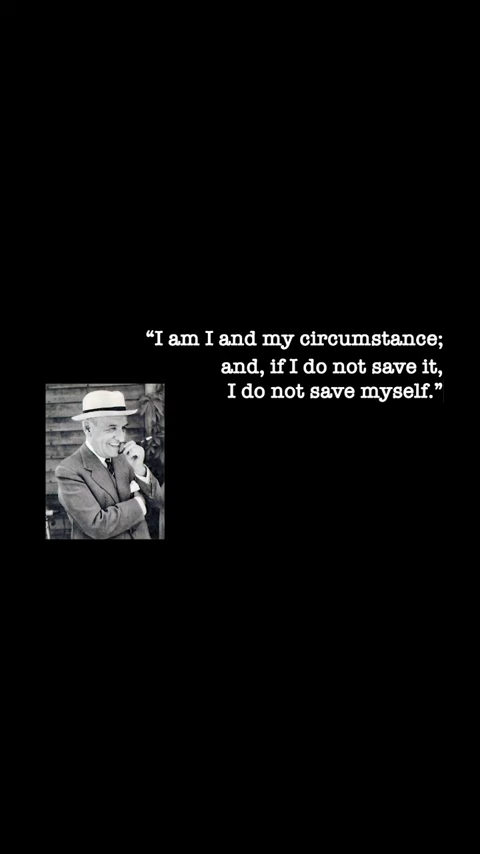 “I am I and my circumstance;
and, if I do not save it,
I do not save myself.”